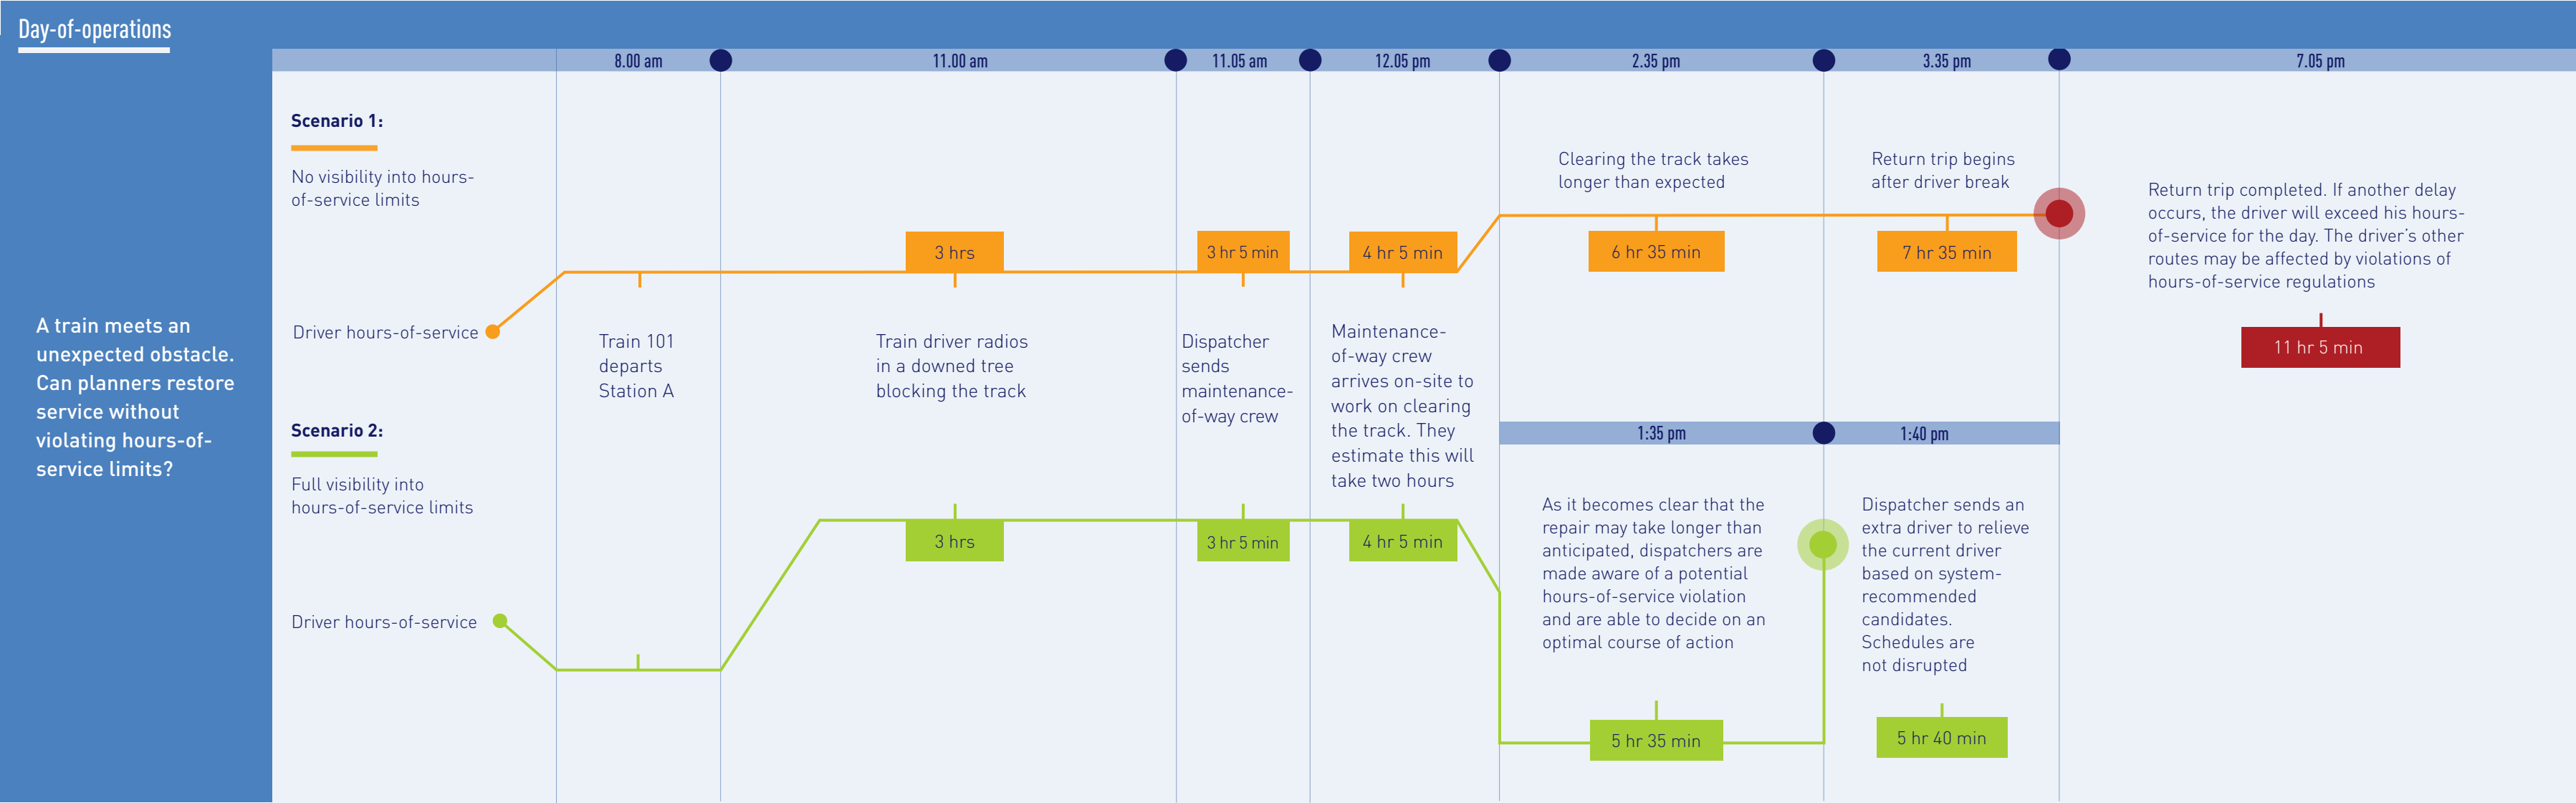 Day-of-operations
8.00 am
11.00 am
11.05 am
12.05 pm
2.35 pm
3.35 pm
7.05 pm
A train meets an
unexpected obstacle.
Can planners restore
service without
violating hours-of-
service limits?
Scenario 1:
No visibility into hours-
of-service limits
Driver hours-of-service
3 hrs
3 hr 5 min
4 hr 5 min
Clearing the track takes
longer than expected
6 hr 35 min
Return trip begins
after driver break
7 hr 35 min
Return trip completed. If another delay
occurs, the driver will exceed his hours-
of-service for the day. The driver's other
routes may be affected by violations of
hours-of-service regulations
11 hr 5 min
Train 101
departs
Station A
Train driver radios
in a downed tree
blocking the track
Dispatcher
sends
maintenance-
of-way crew
Maintenance-
of-way crew
arrives on-site to
work on clearing
the track. They
estimate this will
take two hours
Scenario 2:
Full visibility into
hours-of-service limits
Driver hours-of-service
3 hrs
3 hr 5 min
4 hr 5 min
1:35 pm
1:40 pm
As it becomes clear that the
repair may take longer than
anticipated, dispatchers are
made aware of a potential
hours-of-service violation
and are able to decide on an
optimal course of action
5 hr 35 min
Dispatcher sends an
extra driver to relieve
the current driver
based on system-
recommended
candidates.
Schedules are
not disrupted
5 hr 40 min